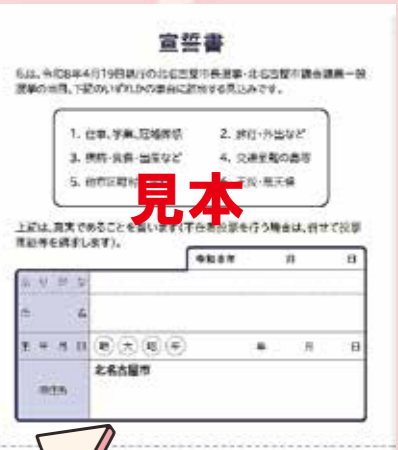 宣誓書
私は、令和8年4月19日執行の北名古屋市長選挙・北名古屋市議会議員一般
選挙の当日、下記のいずれかの事由に該当する見込みです。
1. 仕事、学業、冠婚葬祭
2. 旅行・外出など
3. 疾病・負傷・出産など
4. 交通至難の島等
5. 他市区町村
6. 天災・悪天候
見本
上記は、真実であることを誓います(不在者投票を行う場合は、併せて投票
用紙等を請求します)。
令和8年 月 日
ふりがな
氏 名
生年月日 明 大 昭 平 年 月 日
現住所 北名古屋市